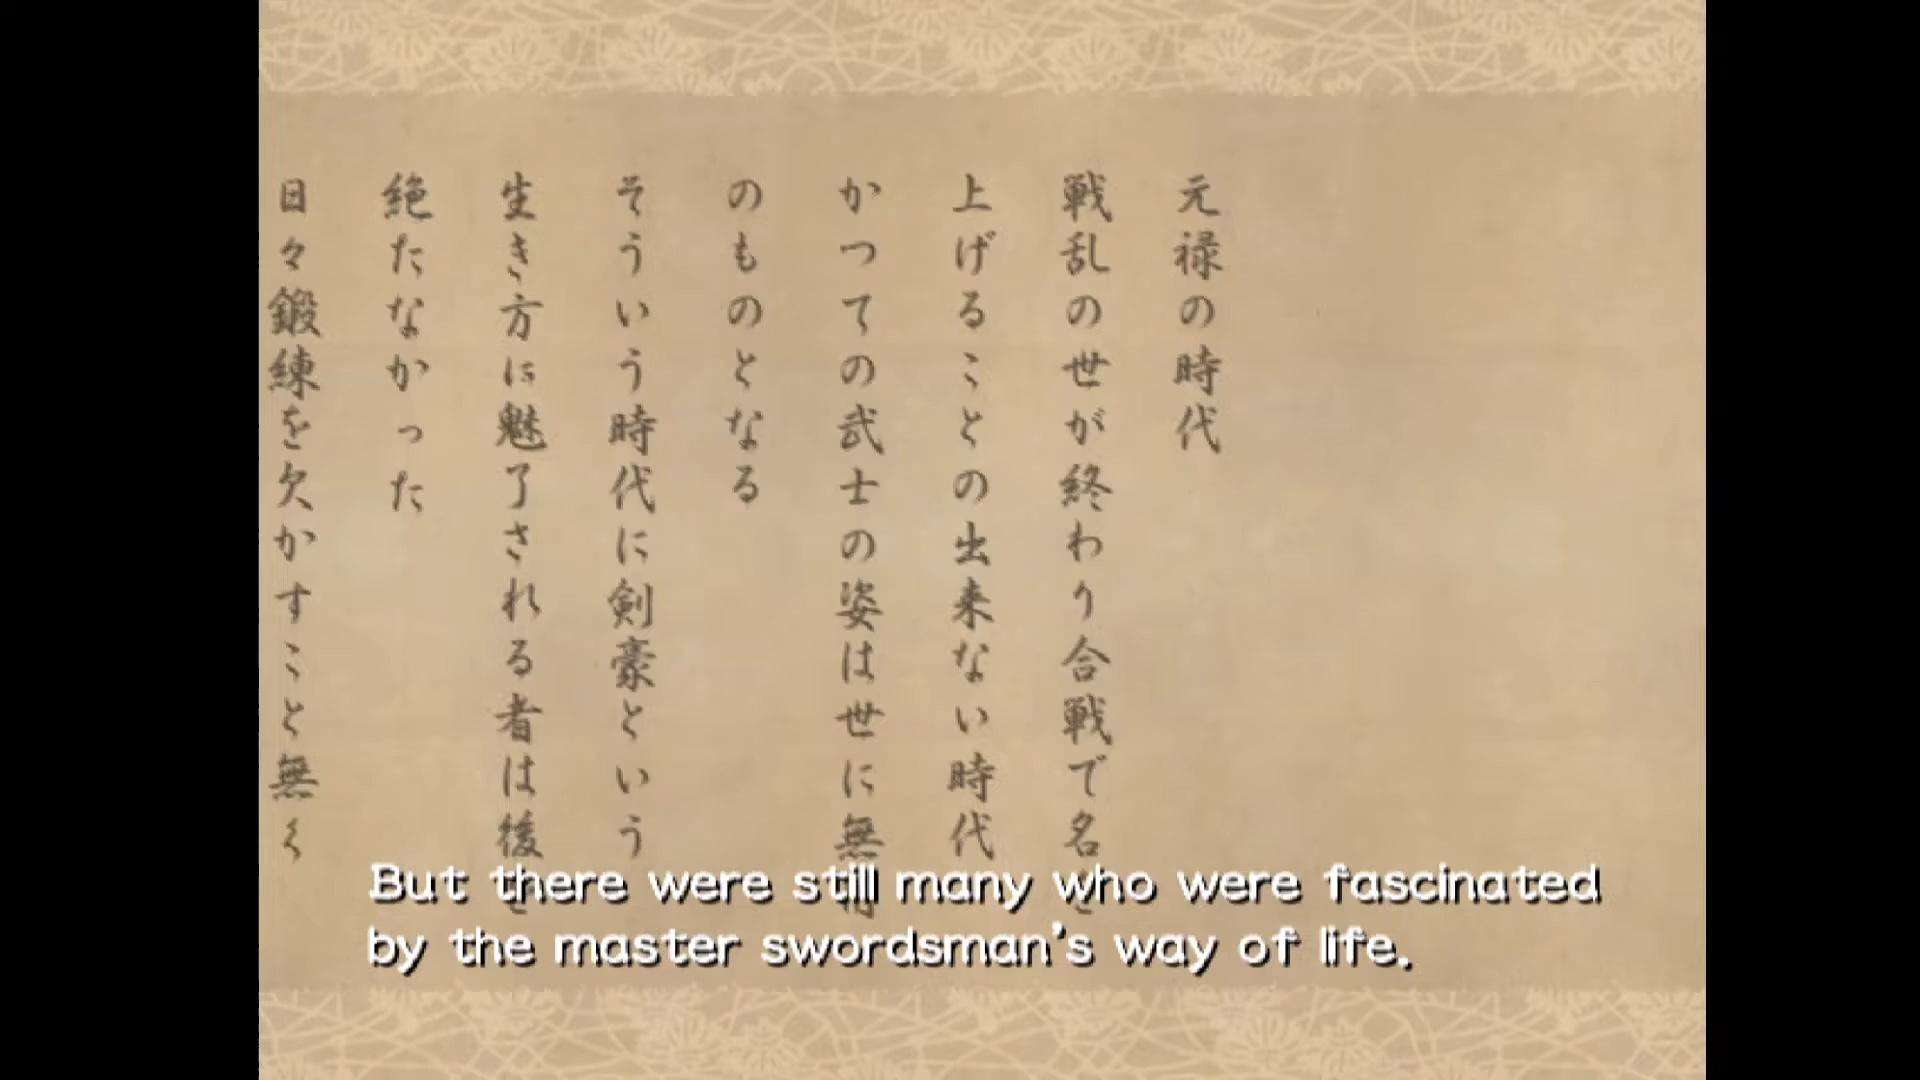 元禄の時代
戦乱の世が終わり合戦で名
上げることの出来ない時代
かつての武士の姿は世に無
のものとなる
そういう時代に剣豪という
生き方に魅了される者は後
絶たなかった
日々鍛練を欠かすこと無く
But there were still many who were fascinated
by the master swordsman's way of life.